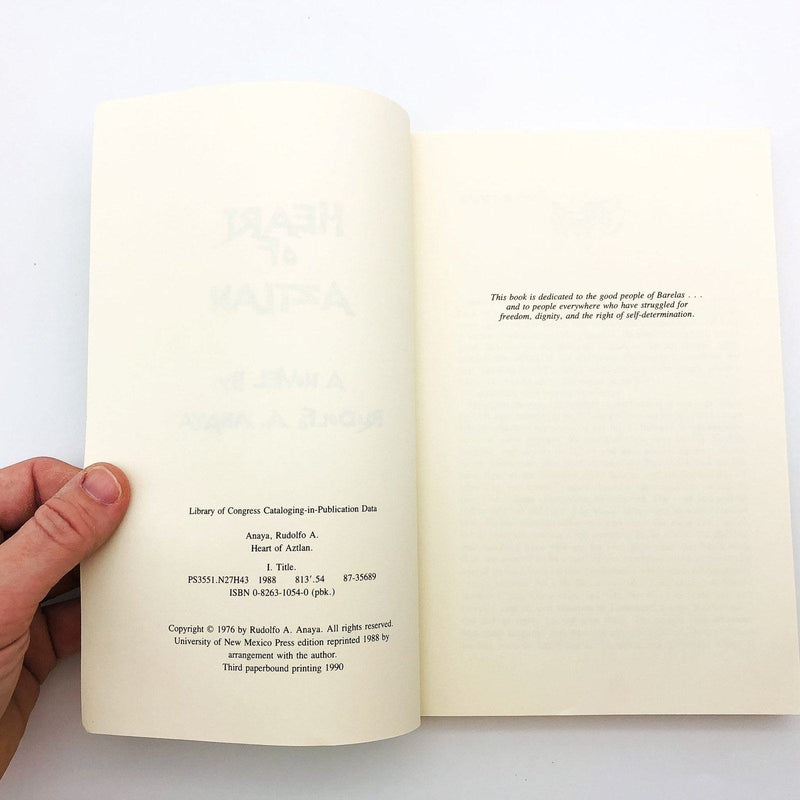 Library of Congress Cataloging-in-Publication Data
Anaya, Rudolfo A.
Heart of Aztlan.
I. Title.
PS3551.N27H43 1988 813'.54 87-35689
ISBN 0-8263-1054-0 (pbk.)
Copyright © 1976 by Rudolfo A. Anaya. All rights reserved.
University of New Mexico Press edition reprinted 1988 by
arrangement with the author.
Third paperbound printing 1990
This book is dedicated to the good people of Barelas . . .
and to people everywhere who have struggled for
freedom, dignity, and the right of self-determination.